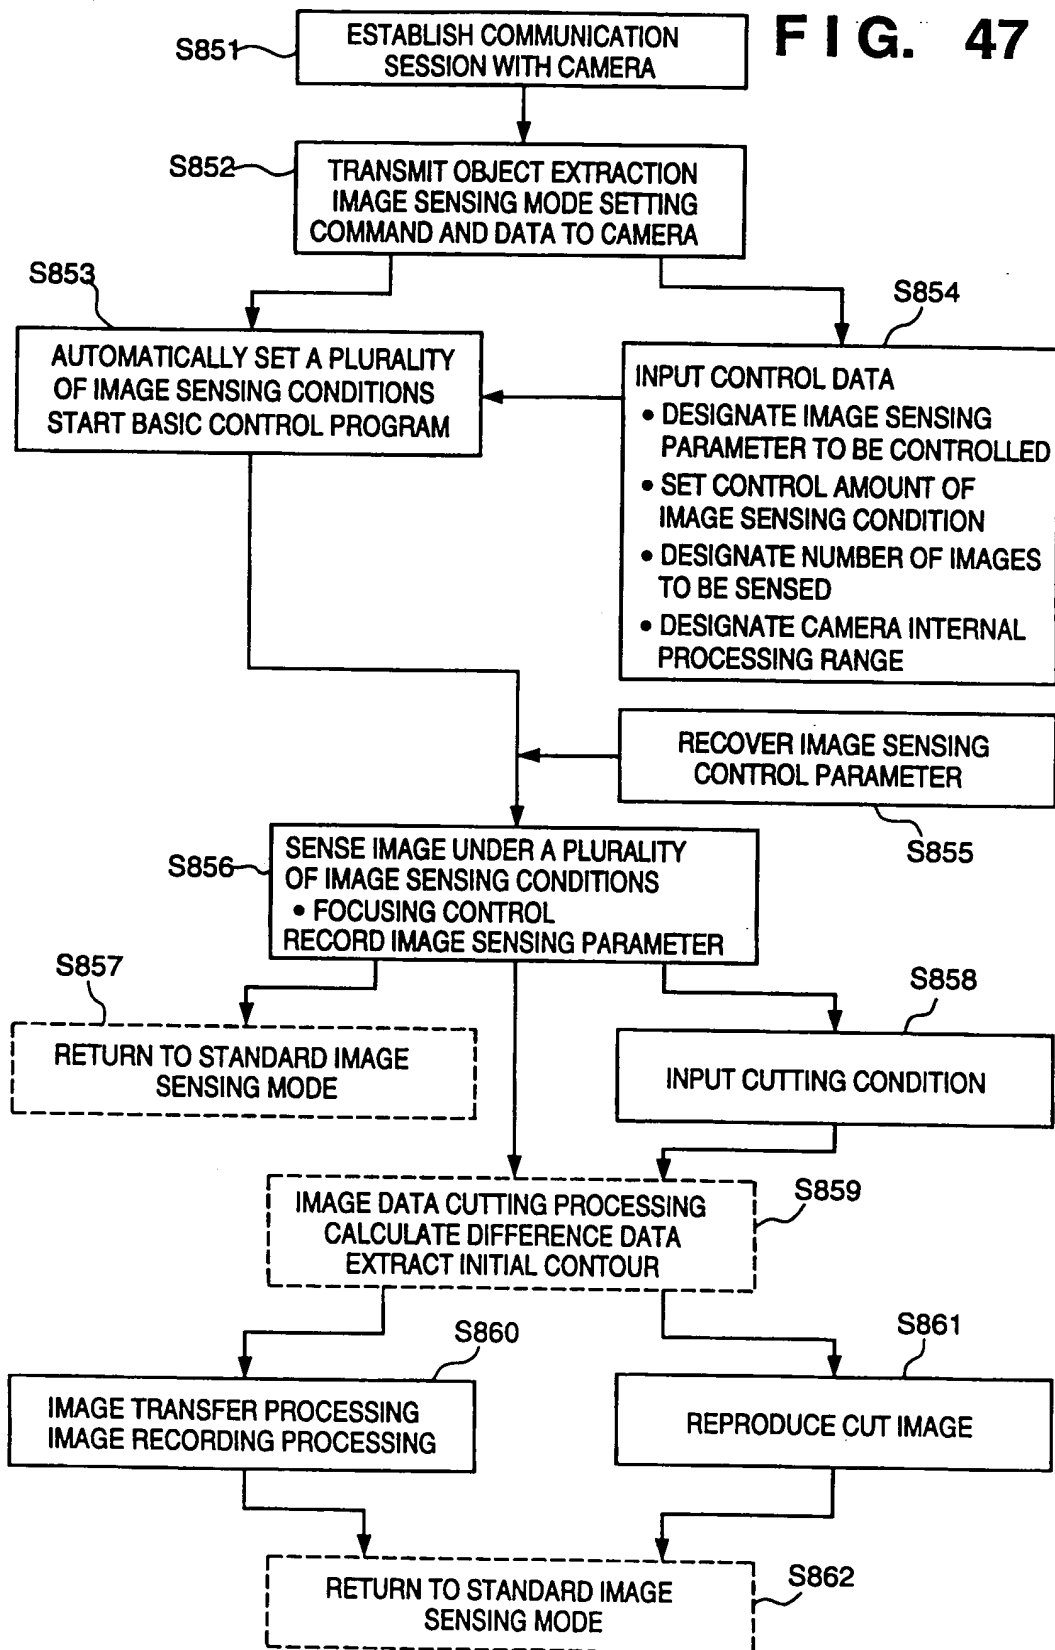 FIG. 47
S851
ESTABLISH COMMUNICATION
SESSION WITH CAMERA
S852
TRANSMIT OBJECT EXTRACTION
IMAGE SENSING MODE SETTING
COMMAND AND DATA TO CAMERA
S853
AUTOMATICALLY SET A PLURALITY
OF IMAGE SENSING CONDITIONS
START BASIC CONTROL PROGRAM
S854
INPUT CONTROL DATA
• DESIGNATE IMAGE SENSING
PARAMETER TO BE CONTROLLED
• SET CONTROL AMOUNT OF
IMAGE SENSING CONDITION
• DESIGNATE NUMBER OF IMAGES
TO BE SENSED
• DESIGNATE CAMERA INTERNAL
PROCESSING RANGE
RECOVER IMAGE SENSING
CONTROL PARAMETER
S855
S856
SENSE IMAGE UNDER A PLURALITY
OF IMAGE SENSING CONDITIONS
• FOCUSING CONTROL
RECORD IMAGE SENSING PARAMETER
S857
RETURN TO STANDARD IMAGE
SENSING MODE
S858
INPUT CUTTING CONDITION
S859
IMAGE DATA CUTTING PROCESSING
CALCULATE DIFFERENCE DATA
EXTRACT INITIAL CONTOUR
S860
IMAGE TRANSFER PROCESSING
IMAGE RECORDING PROCESSING
S861
REPRODUCE CUT IMAGE
S862
RETURN TO STANDARD IMAGE
SENSING MODE